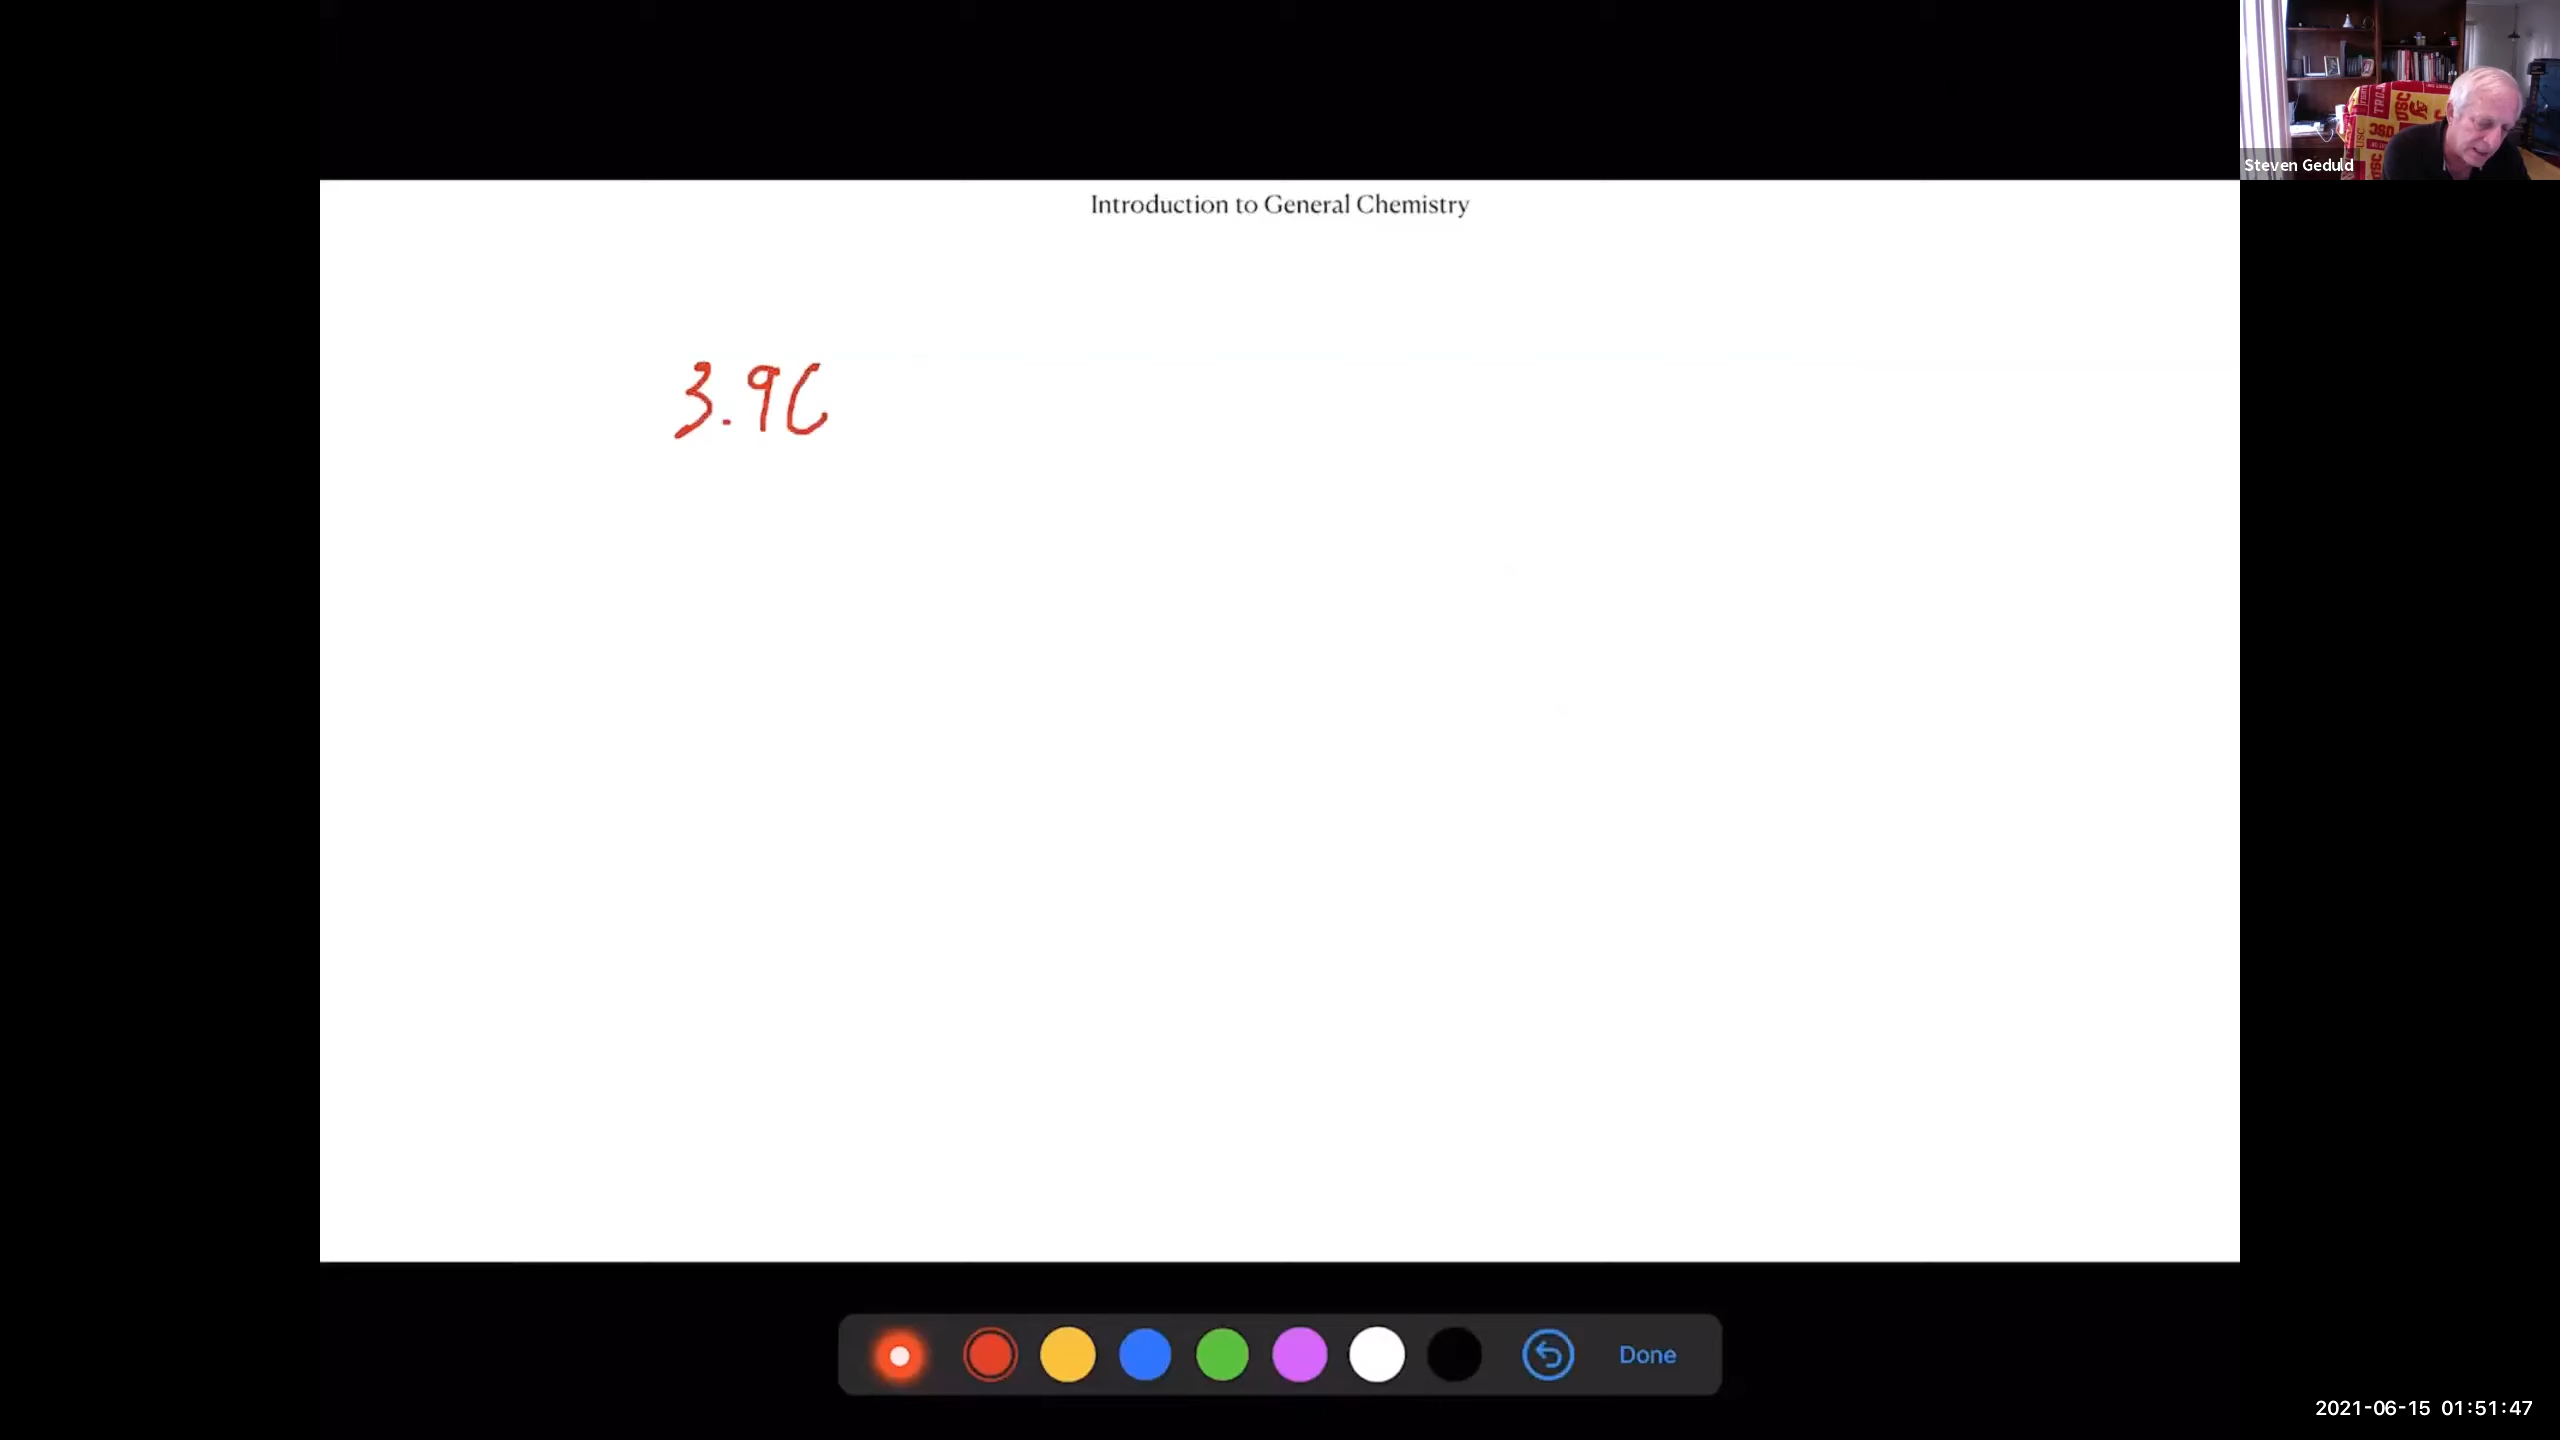 Steven Geduld
Introduction to General Chemistry
3.9C
Done
2021-06-15 01:51:47